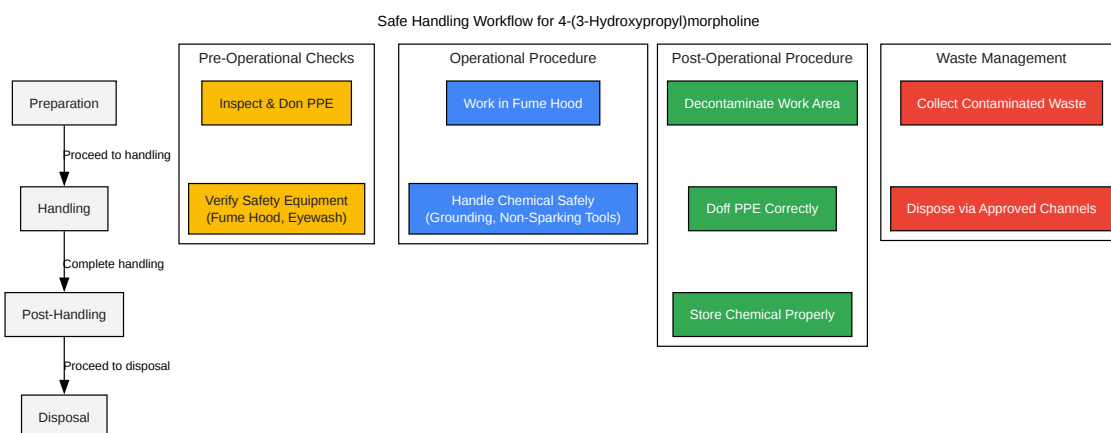 Safe Handling Workflow for 4-(3-Hydroxypropyl)morpholine
Preparation
Proceed to handling
Handling
Complete handling
Post-Handling
Proceed to disposal
Disposal
Pre-Operational Checks
Inspect & Don PPE
Verify Safety Equipment
(Fume Hood, Eyewash)
Operational Procedure
Work in Fume Hood
Handle Chemical Safely
(Grounding, Non-Sparking Tools)
Post-Operational Procedure
Decontaminate Work Area
Doff PPE Correctly
Store Chemical Properly
Waste Management
Collect Contaminated Waste
Dispose via Approved Channels